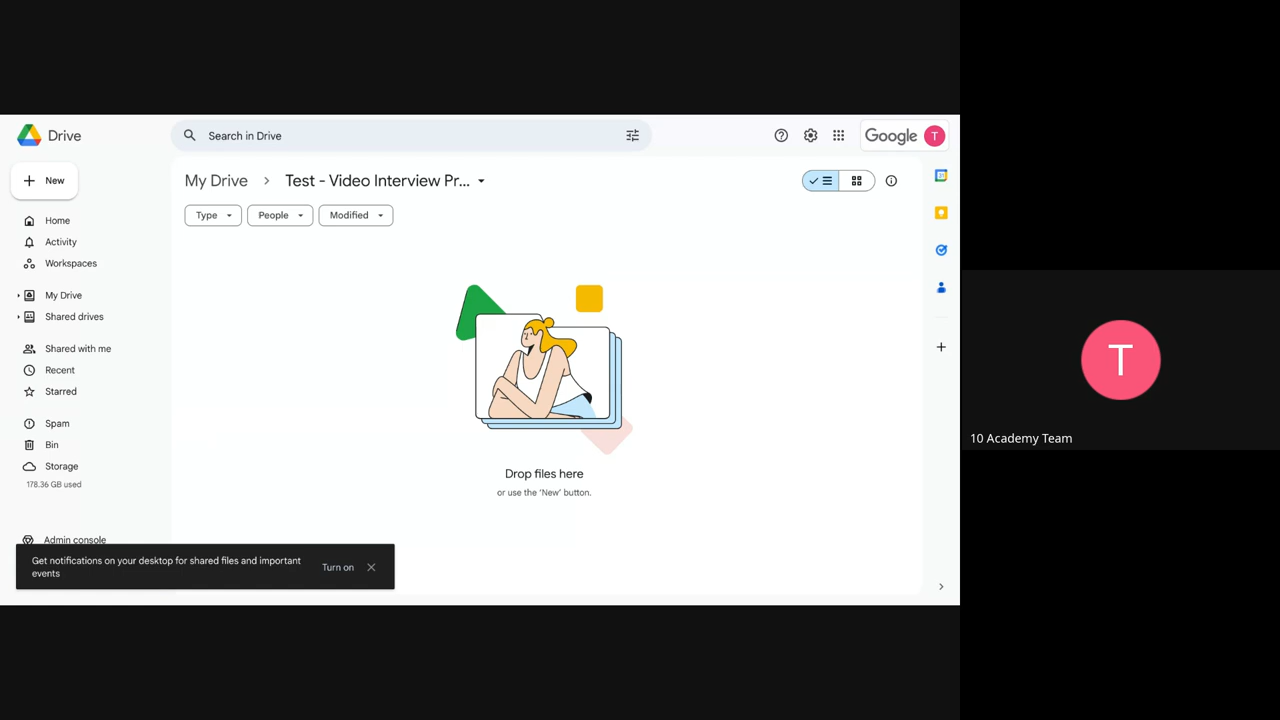 Drive
Search in Drive
Google
T
New
My Drive
Test - Video Interview Pr...
Type
People
Modified
Home
Activity
Workspaces
My Drive
Shared drives
Shared with me
Recent
Starred
Spam
Bin
Storage
178.36 GB used
Admin console
Drop files here
or use the ‘New’ button.
Get notifications on your desktop for shared files and important
events
Turn on
T
10 Academy Team